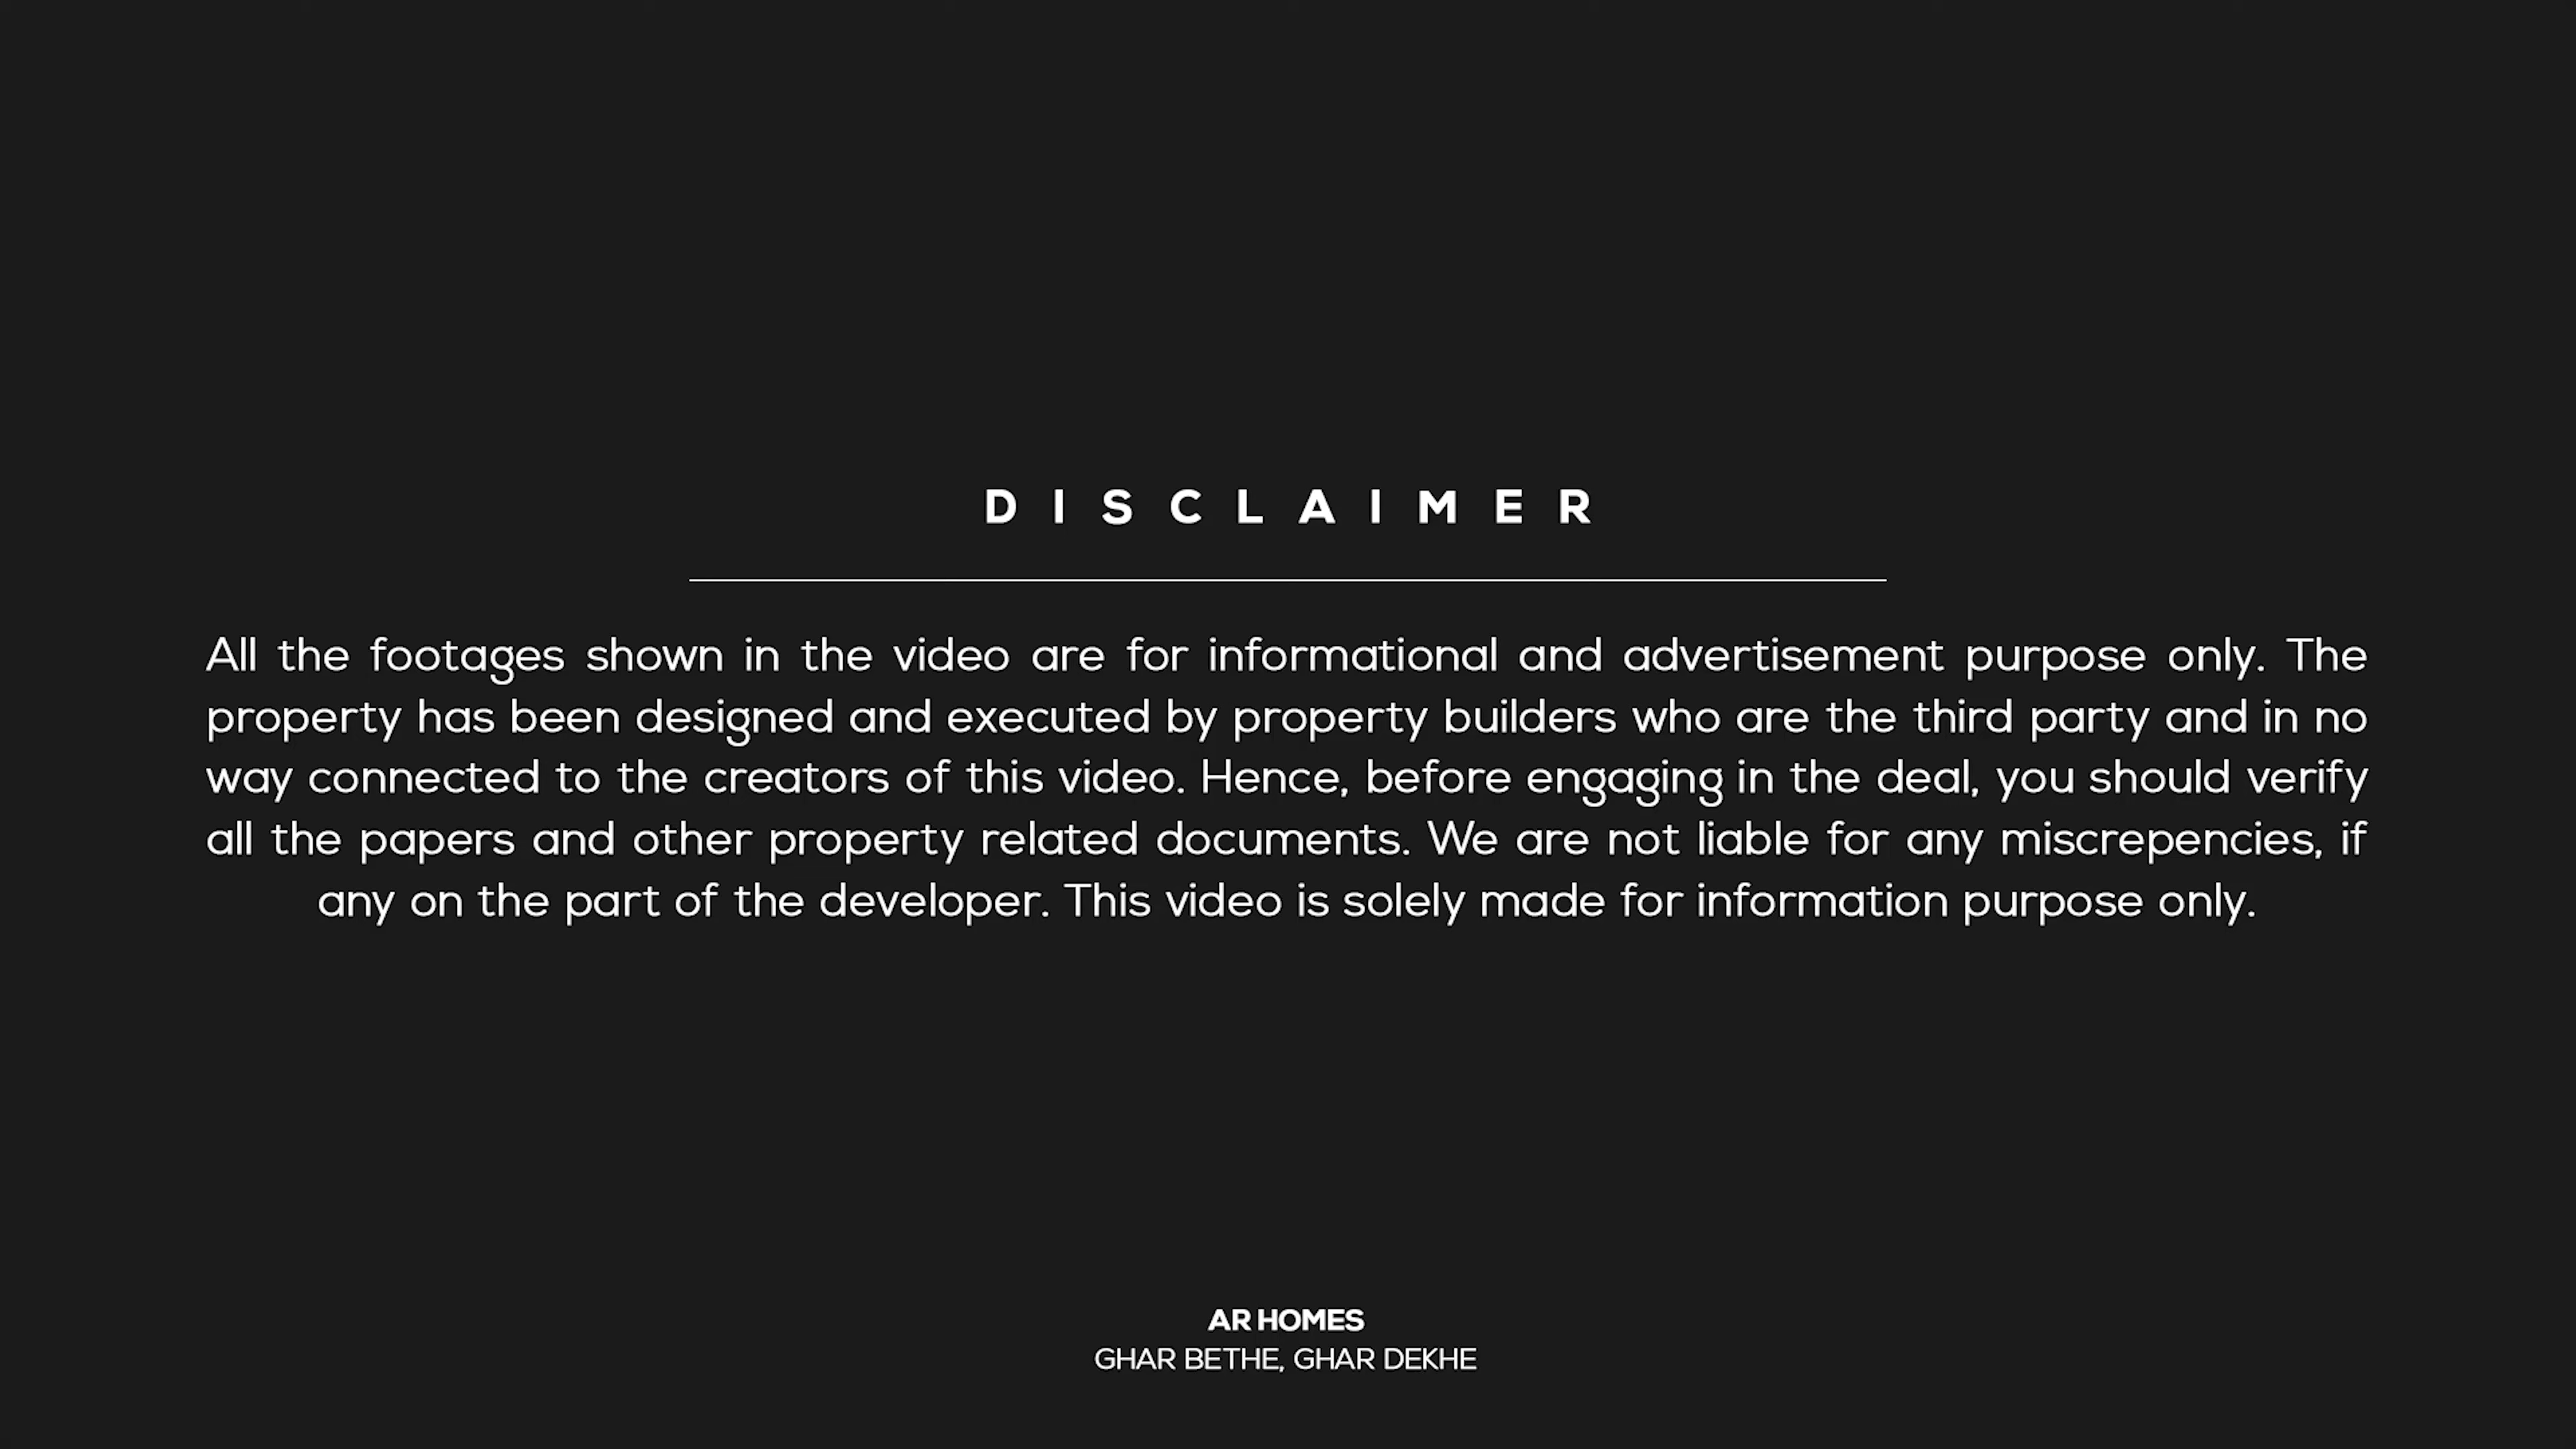 DISCLAIMER
All the footages shown in the video are for informational and advertisement purpose only. The
property has been designed and executed by property builders who are the third party and in no
way connected to the creators of this video. Hence, before engaging in the deal, you should verify
all the papers and other property related documents. We are not liable for any miscrepencies, if
any on the part of the developer. This video is solely made for information purpose only.
AR HOMES
GHAR BETHE, GHAR DEKHE